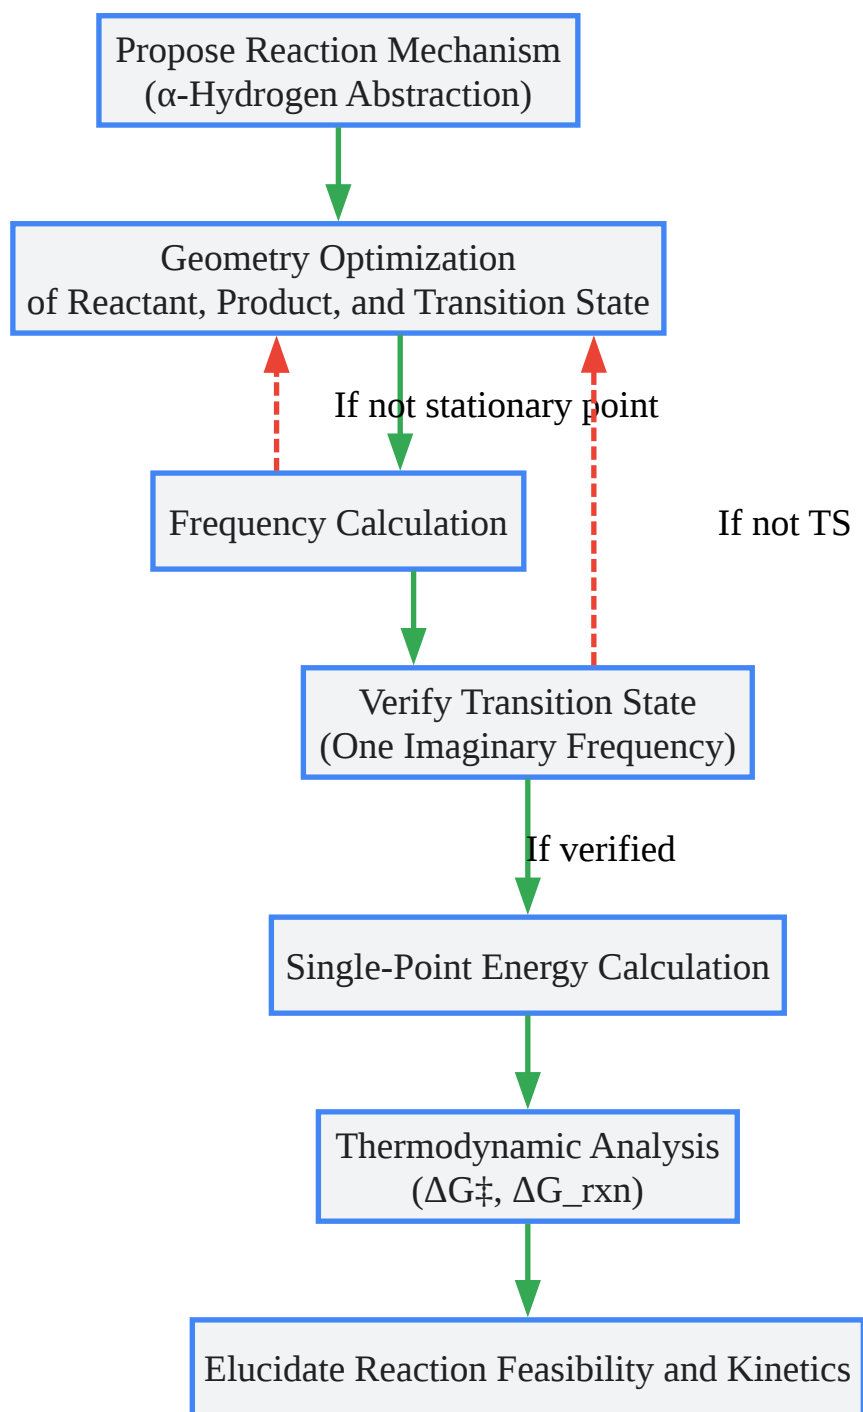 Propose Reaction Mechanism
(α-Hydrogen Abstraction)
Geometry Optimization
of Reactant, Product, and Transition State
If not stationary point
Frequency Calculation
If not TS
Verify Transition State
(One Imaginary Frequency)
If verified
Single-Point Energy Calculation
Thermodynamic Analysis
(ΔG‡, ΔG_rxn)
Elucidate Reaction Feasibility and Kinetics